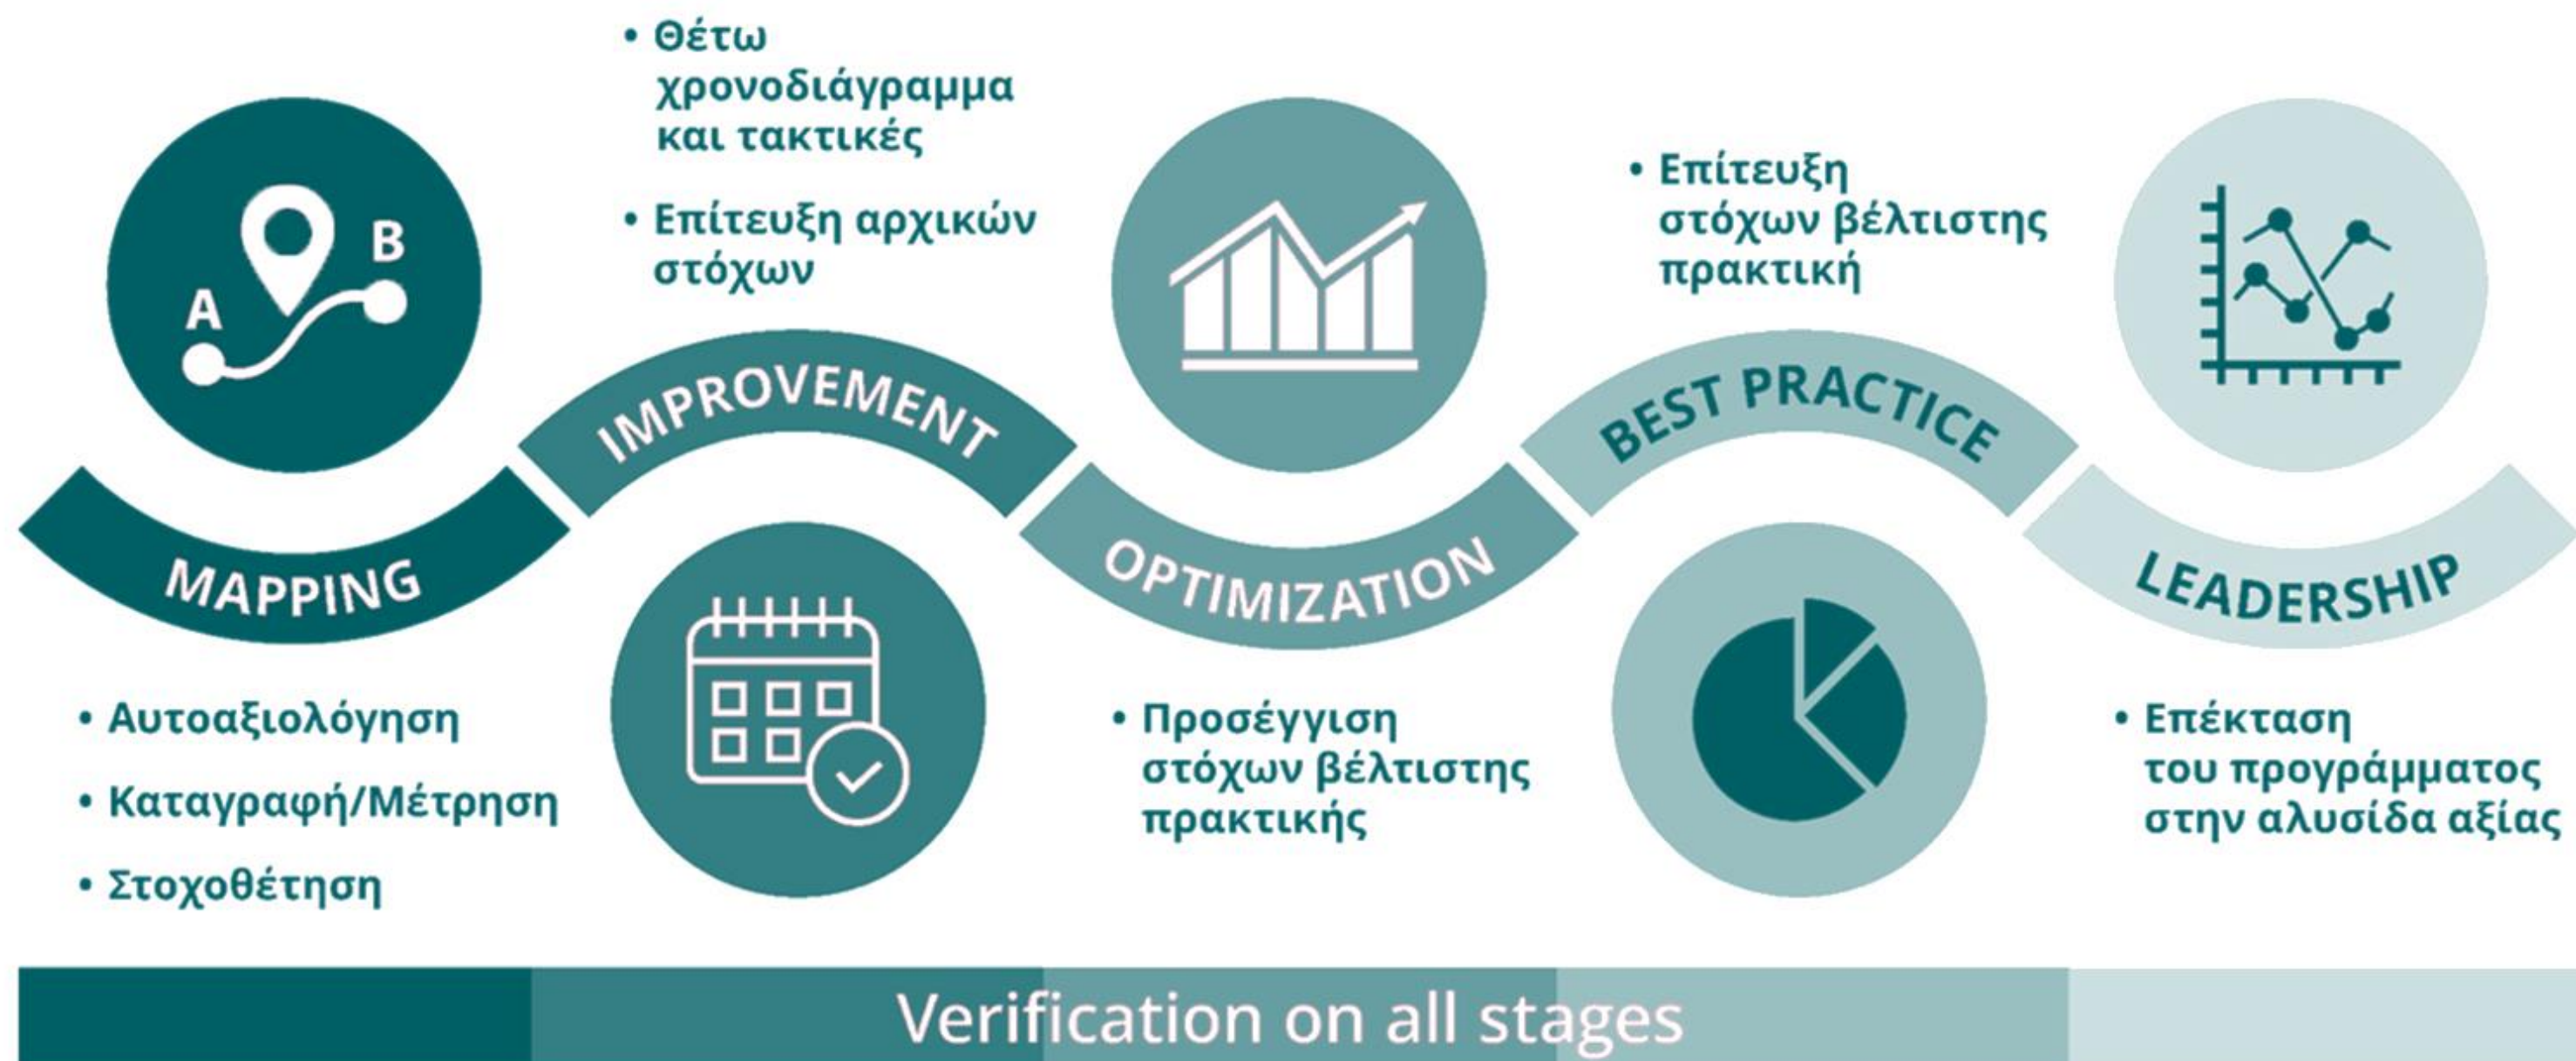 A
B
MAPPING
• Αυτοαξιολόγηση
• Καταγραφή/Μέτρηση
• Στοχοθέτηση
• Θέτω
χρονοδιάγραμμα
και τακτικές
• Επίτευξη αρχικών
στόχων
IMPROVEMENT
OPTIMIZATION
• Προσέγγιση
στόχων βέλτιστης
πρακτικής
• Επίτευξη
στόχων βέλτιστης
πρακτική
BEST PRACTICE
LEADERSHIP
• Επέκταση
του προγράμματος
στην αλυσίδα αξίας
Verification on all stages